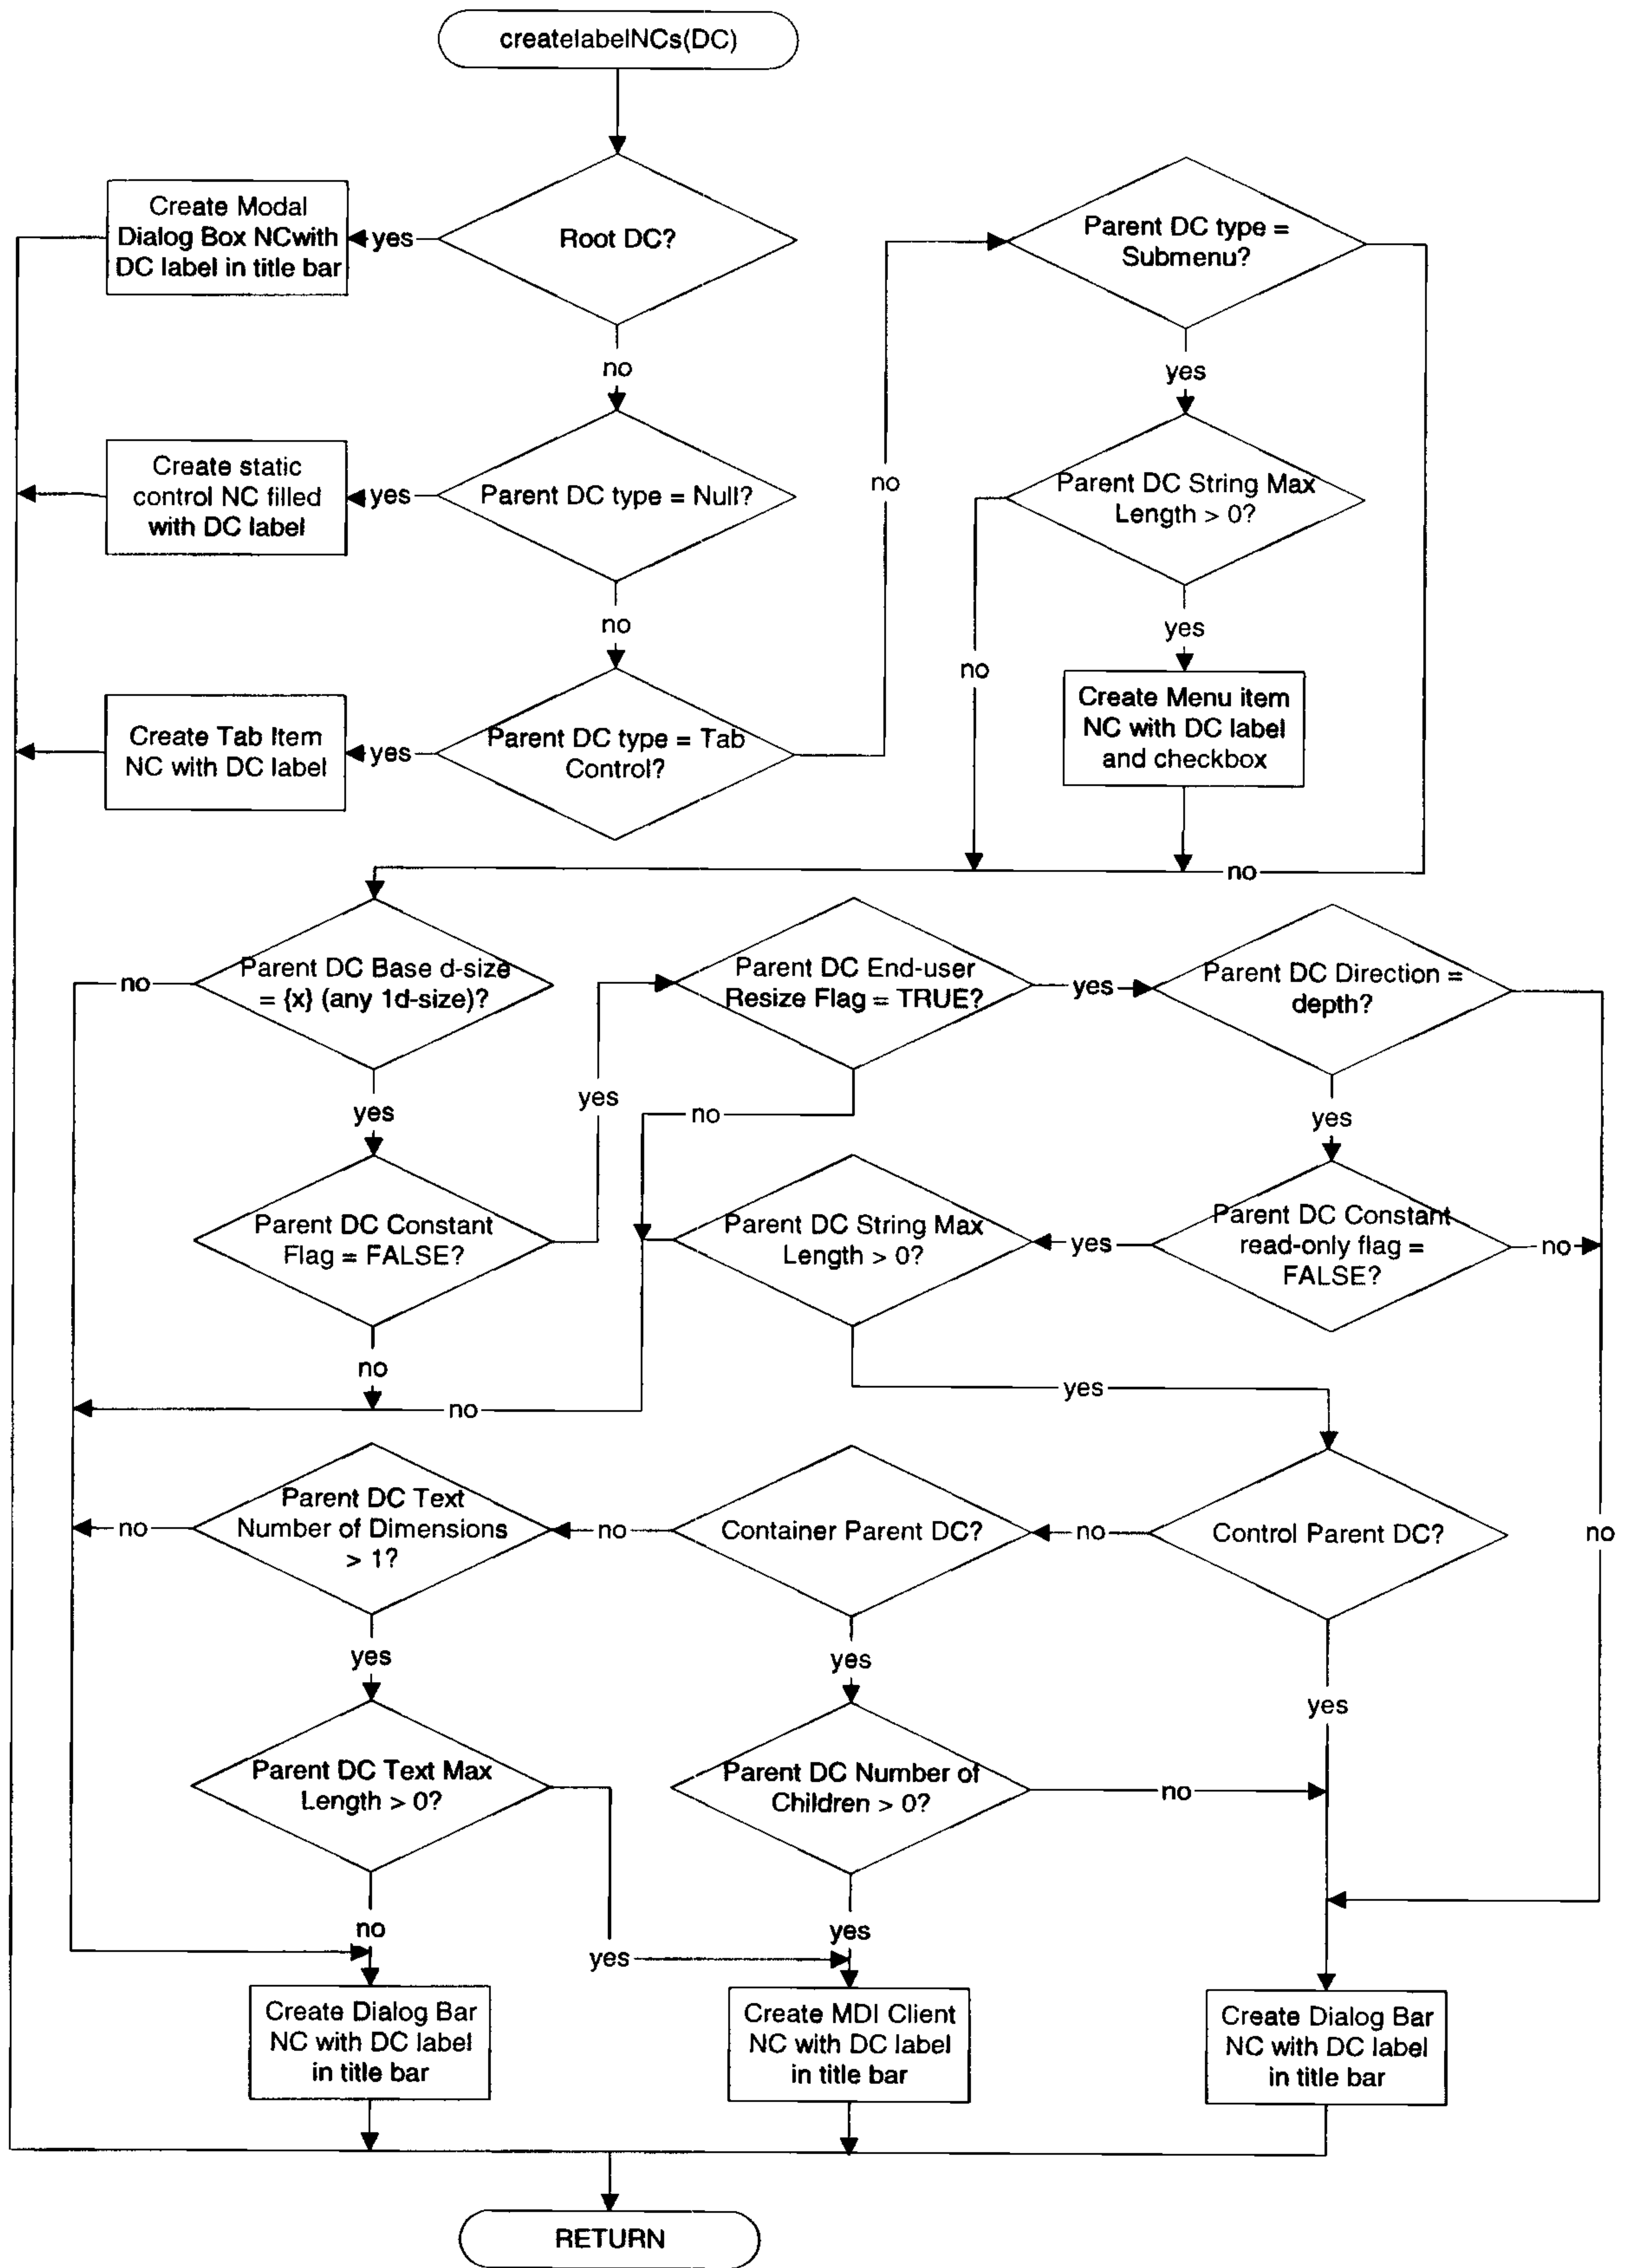 createlabelNCs(DC)
Create Modal
Dialog Box NCwith
DC label in title bar
yes
Root DC?
Parent DC type =
Submenu?
no
yes
Create static
control NC filled
with DC label
yes
Parent DC type = Null?
no
Parent DC String Max
Length > 0?
no
yes
no
Create Tab Item
NC with DC label
yes
Parent DC type = Tab
Control?
Create Menu item
NC with DC label
and checkbox
no
no
Parent DC Base d-size
= {x} (any 1d-size)?
Parent DC End-user
Resize Flag = TRUE?
yes
Parent DC Direction =
depth?
yes
yes
no
yes
Parent DC Constant
Flag = FALSE?
Parent DC String Max
Length > 0?
yes
Parent DC Constant
read-only flag =
FALSE?
no
no
yes
no
Parent DC Text
Number of Dimensions
> 1?
no
no
Container Parent DC?
no
Control Parent DC?
no
yes
yes
yes
Parent DC Text Max
Length > 0?
Parent DC Number of
Children > 0?
no
no
yes
yes
Create Dialog Bar
NC with DC label
in title bar
Create MDI Client
NC with DC label
in title bar
Create Dialog Bar
NC with DC label
in title bar
RETURN